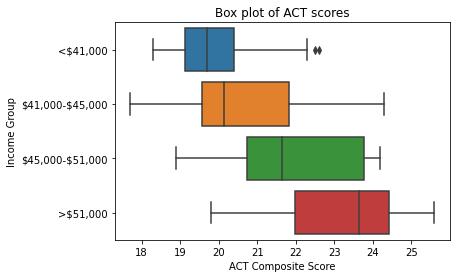 Box plot of ACT scores
Income Group
<$41,000
$41,000-$45,000
$45,000-$51,000
>$51,000
18 19 20 21 22 23 24 25
ACT Composite Score